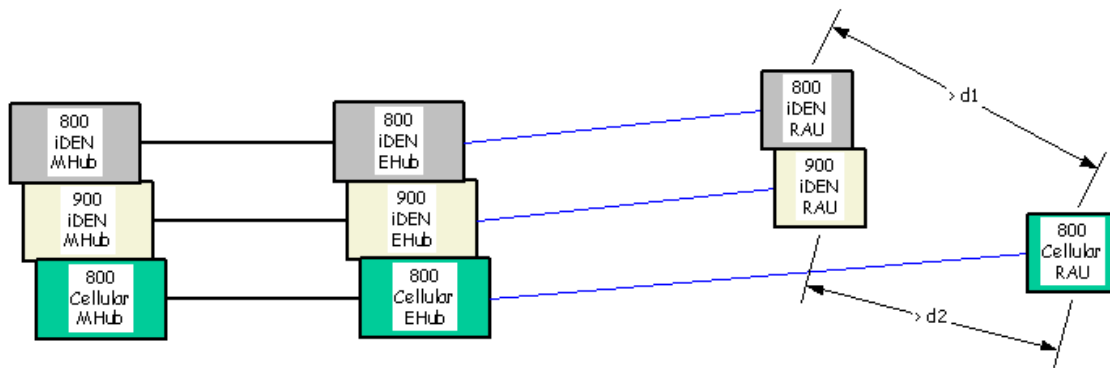 800
iDEN
MHub
900
iDEN
MHub
800
Cellular
MHub
800
iDEN
EHub
900
iDEN
EHub
800
Cellular
EHub
800
iDEN
RAU
900
iDEN
RAU
800
Cellular
RAU
> d1
> d2